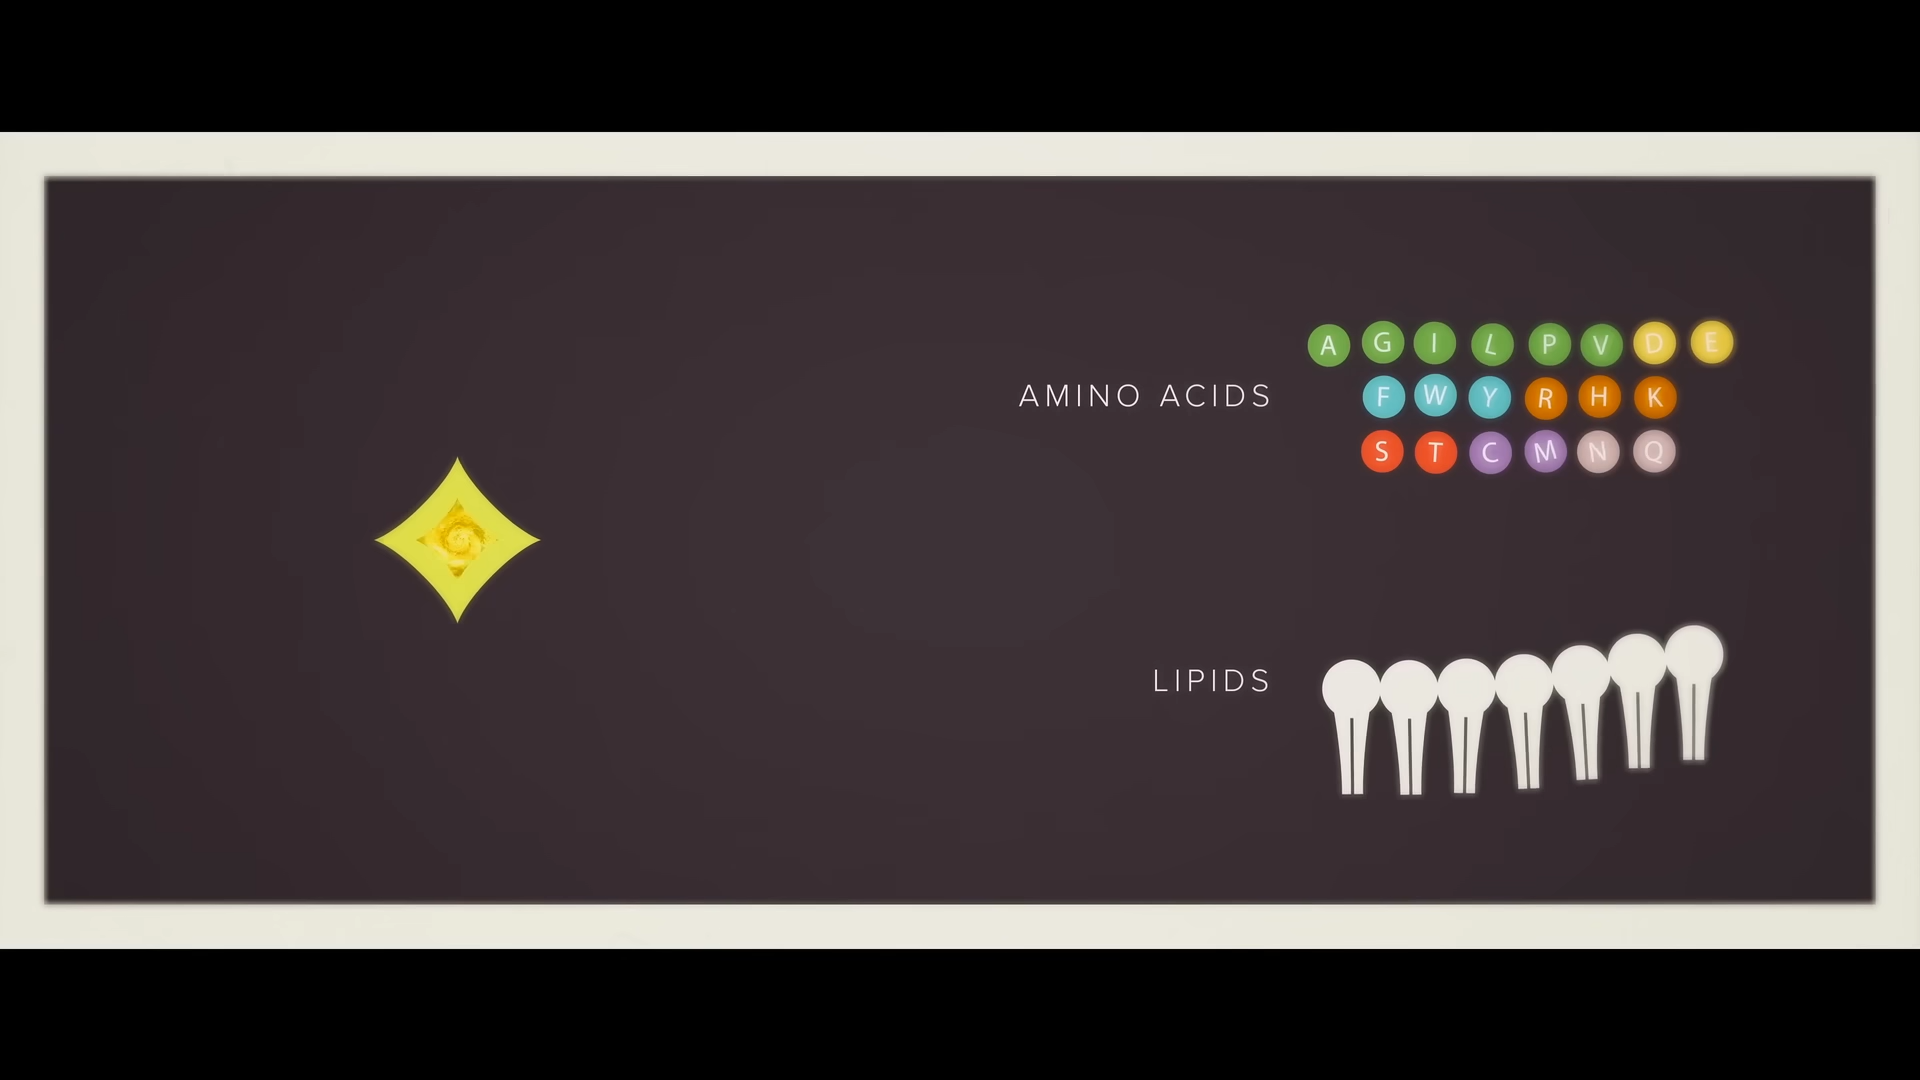 A G I L P V D E
AMINO ACIDS
F W Y R H K
S T C M N Q
LIPIDS